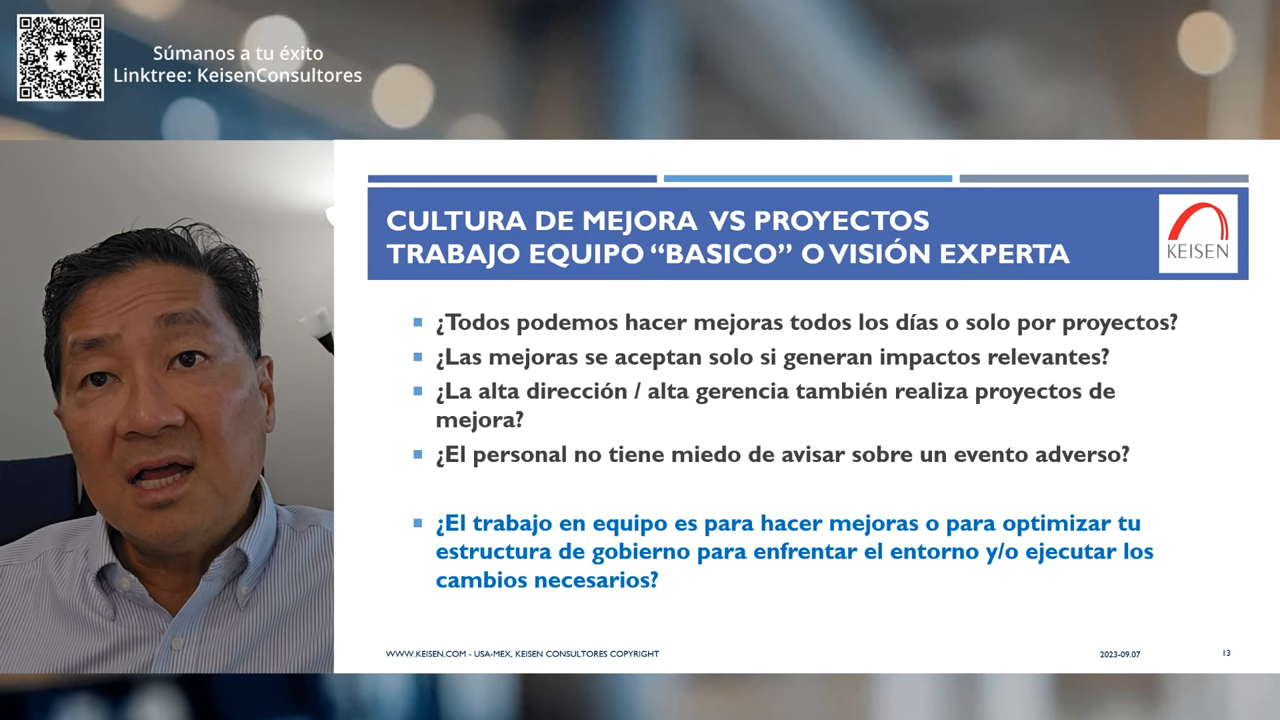 Súmanos a tu éxito
Linktree: KeisenConsultores
CULTURA DE MEJORA VS PROYECTOS
TRABAJO EQUIPO “BASICO” O VISIÓN EXPERTA
KEISEN
¿Todos podemos hacer mejoras todos los días o solo por proyectos?
¿Las mejoras se aceptan solo si generan impactos relevantes?
¿La alta dirección / alta gerencia también realiza proyectos de
mejora?
¿El personal no tiene miedo de avisar sobre un evento adverso?
¿El trabajo en equipo es para hacer mejoras o para optimizar tu
estructura de gobierno para enfrentar el entorno y/o ejecutar los
cambios necesarios?
WWW.KEISEN.COM - USA-MEX, KEISEN CONSULTORES COPYRIGHT
2023-09.07
13